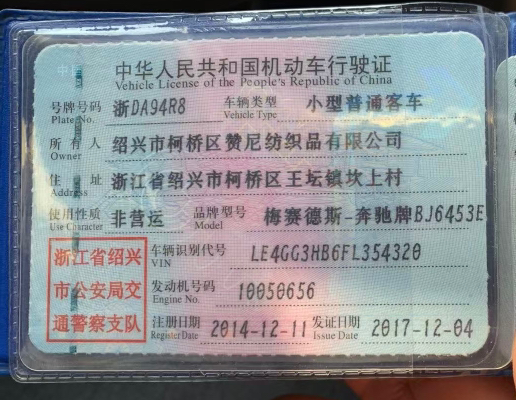 中华人民共和国机动车行驶证
Vehicle License of the People's Republic of China
号牌号码 浙DA94R8 车辆类型 小型普通客车
Plate No. Vehicle Type
所有人 绍兴市柯桥区赞尼纺织品有限公司
Owner
住址 浙江省绍兴市柯桥区王坛镇坎上村
Address
使用性质 非营运 品牌型号 梅赛德斯-奔驰牌BJ6453E
Use Character Model
浙江省绍兴
市公安局交
通警察支队
车辆识别代号 LE4GG3HB6FL354320
VIN
发动机号码 10050656
Engine No.
注册日期 2014-12-11 发证日期 2017-12-04
Register Date Issue Date